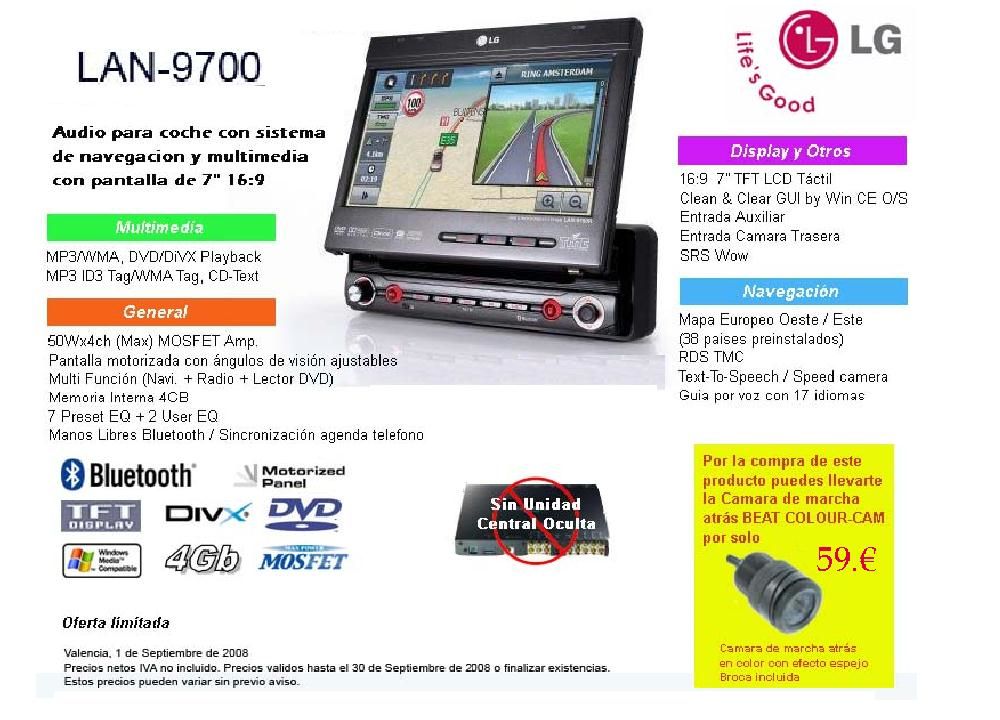 LAN-9700
Audio para coche con sistema
de navegacion y multimedia
con pantalla de 7" 16:9
Multimedía
MP3/WMA, DVD/DiVX Playback
MP3 ID3 Tag/WMA Tag, CD-Text
General
50Wx4ch (Max) MOSFET Amp.
Pantalla motorizada con ángulos de visión ajustables
Multi Función (Navi. + Radio + Lector DVD)
Memoria Interna 4CB
7 Preset EQ + 2 User EQ
Manos Libres Bluetooth / Sincronización agenda telefono
LG
RING AMSTERDAM
100
Life's Good
LG
Display y Otros
16:9 7" TFT LCD Táctil
Clean & Clear GUI by Win CE O/S
Entrada Auxiliar
Entrada Camara Trasera
SRS Wow
Navegación
Mapa Europeo Oeste / Este
(38 paises preinstalados)
RDS TMC
Text-To-Speech / Speed camera
Guia por voz con 17 idiomas
Bluetooth
Motorized
Panel
TFT
DISPLAY
DIVX
DVD
Windows
Media
Compatible
4Gb
MAX POWER
MOSFET
Sin Unidad
Central Oculta
Por la compra de este
producto puedes llevarte
la Camara de marcha
atrás BEAT COLOUR-CAM
por solo
59.€
Camara de marcha atrás
en color con efecto espejo
Broca incluida
Oferta limitada
Valencia, 1 de Septiembre de 2008
Precios netos IVA no incluido. Precios validos hasta el 30 de Septiembre de 2008 o finalizar existencias.
Estos precios pueden variar sin previo aviso.